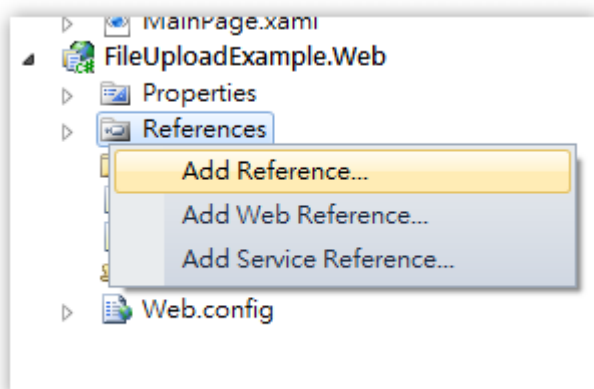 MainPage.xaml
FileUploadExample.Web
Properties
References
Add Reference...
Add Web Reference...
Add Service Reference...
Web.config